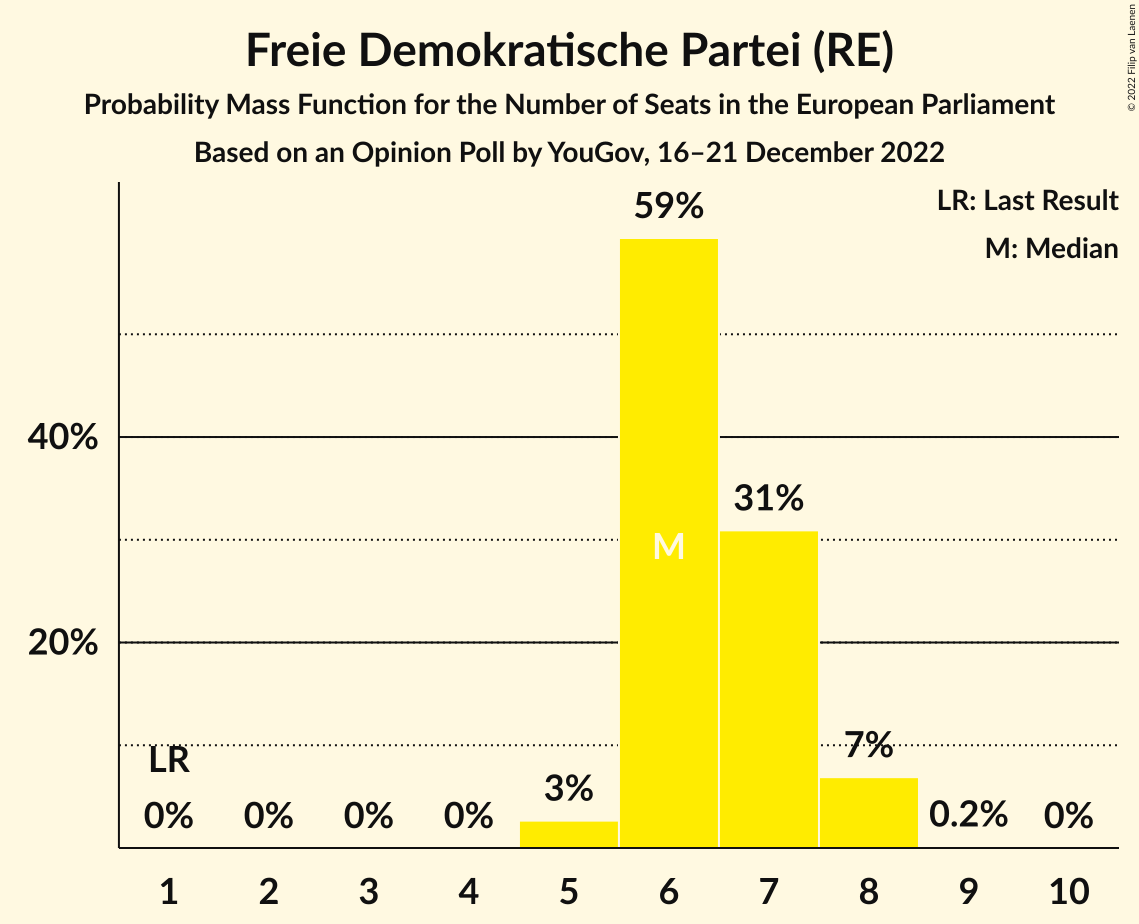 Freie Demokratische Partei (RE)
Probability Mass Function for the Number of Seats in the European Parliament
Based on an Opinion Poll by YouGov, 16–21 December 2022
© 2022 Filip van Laenen
LR: Last Result
M: Median
59%
40%
31%
M
20%
LR
7%
3%
0% 0% 0% 0% 0.2% 0%
1 2 3 4 5 6 7 8 9 10